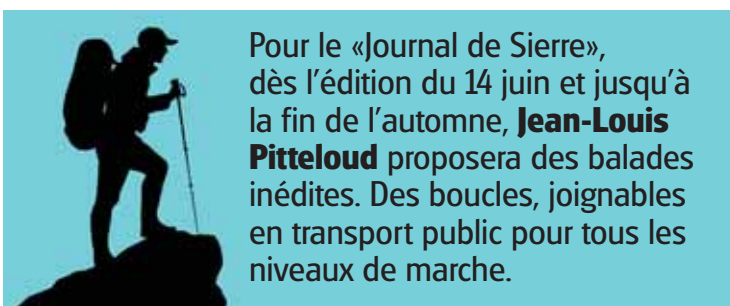 Pour le «Journal de Sierre»,
dès l’édition du 14 juin et jusqu’à
la fin de l’automne, Jean-Louis
Pitteloud proposera des balades
inédites. Des boucles, joignables
en transport public pour tous les
niveaux de marche.